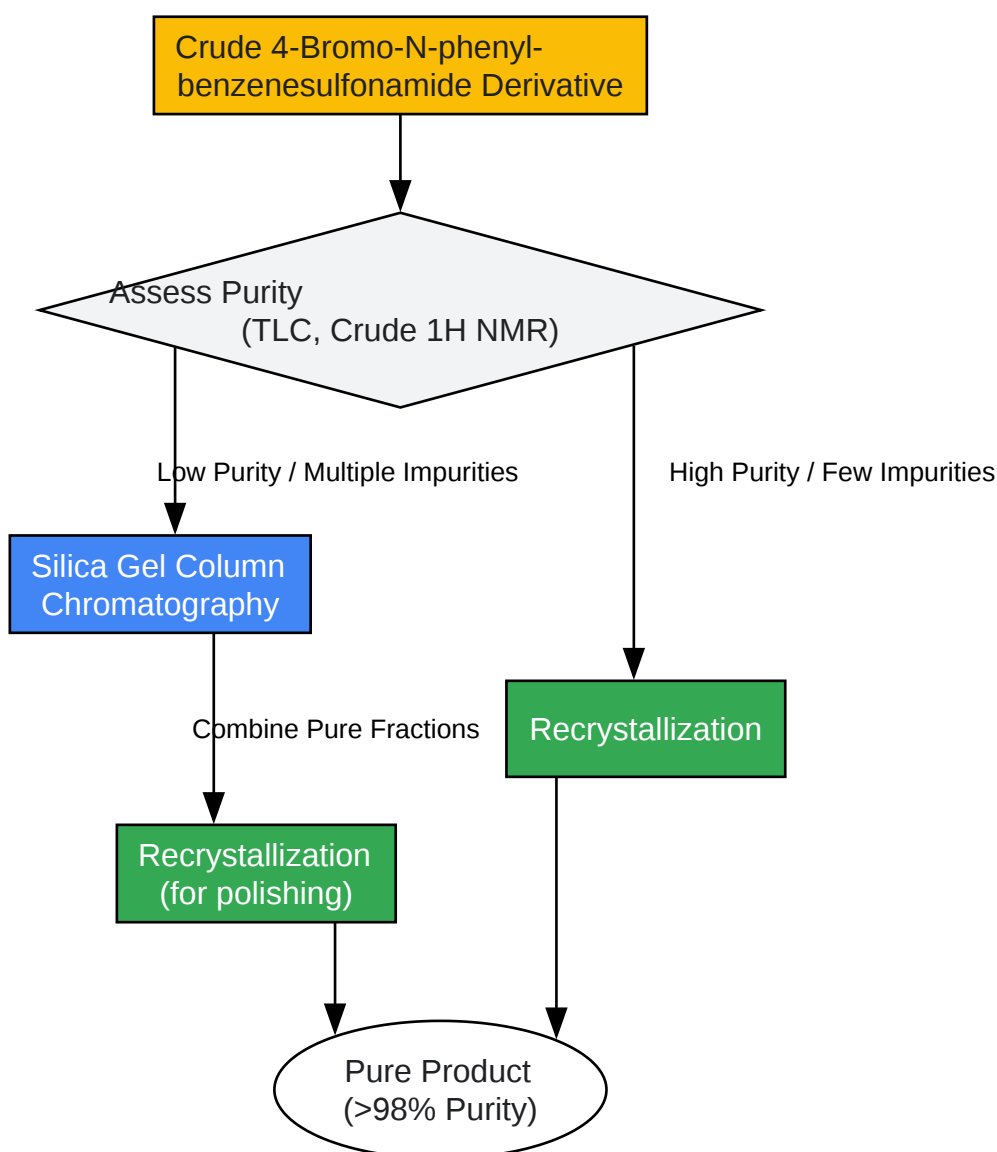 Crude 4-Bromo-N-phenyl-
benzenesulfonamide Derivative
Assess Purity
(TLC, Crude 1H NMR)
Low Purity / Multiple Impurities
High Purity / Few Impurities
Silica Gel Column
Chromatography
Combine Pure Fractions
Recrystallization
Recrystallization
(for polishing)
Pure Product
(>98% Purity)